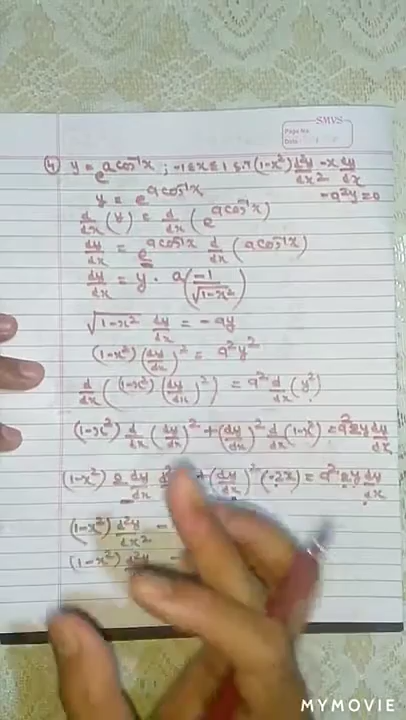 SMVS
Page No.
Date:
④ y = e^(a cos⁻¹x) ; -1 ≤ x ≤ 1 S.T (1-x²) d²y/dx² - x dy/dx
- a²y = 0
y = e^(a cos⁻¹x)
d/dx (y) = d/dx (e^(a cos⁻¹x))
dy/dx = e^(a cos⁻¹x) d/dx (a cos⁻¹x)
dy/dx = y · a(-1/√(1-x²))
√(1-x²) dy/dx = -ay
(1-x²)(dy/dx)² = a²y²
d/dx ((1-x²)(dy/dx)²) = a² d/dx (y²)
(1-x²) d/dx (dy/dx)² + (dy/dx)² d/dx (1-x²) = a² 2y dy/dx
(1-x²) 2 dy/dx + (dy/dx)² (-2x) = a² 2y dy/dx
(1-x²) d²y/dx² -
(1-x²) d²y -
MYMOVIE